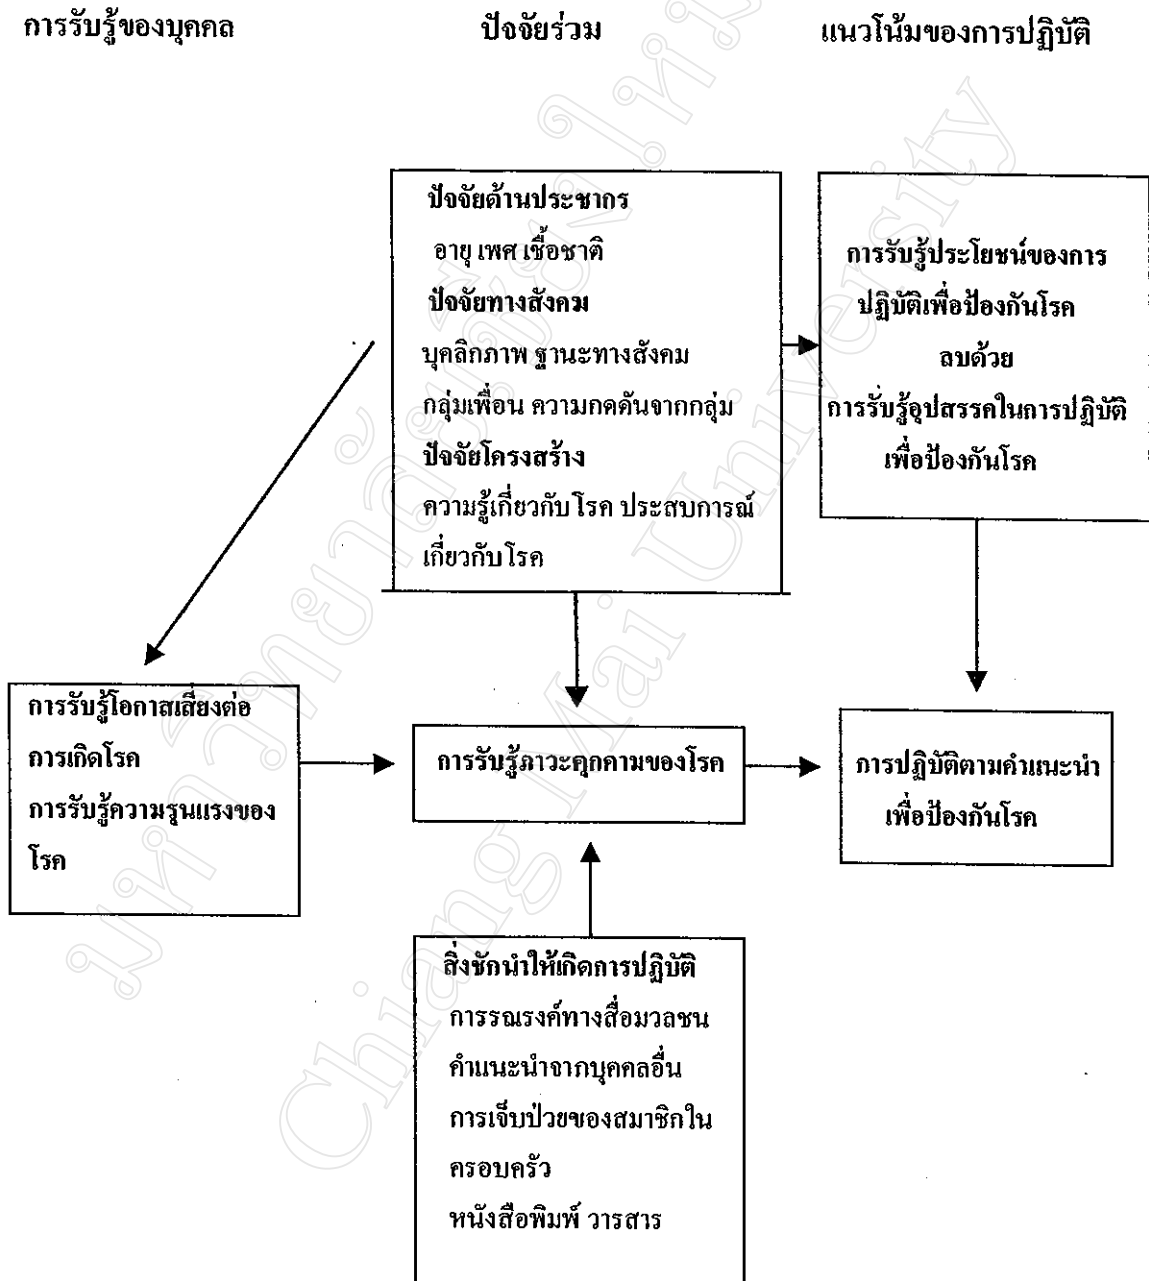 การรับรู้ของบุคคล
ปัจจัยร่วม
แนวโน้มของการปฏิบัติ
ปัจจัยด้านประชากร
อายุ เพศ เชื้อชาติ
ปัจจัยทางสังคม
บุคลิกภาพ ฐานะทางสังคม
กลุ่มเพื่อน ความกดดันจากกลุ่ม
ปัจจัยโครงสร้าง
ความรู้เกี่ยวกับโรค ประสบการณ์
เกี่ยวกับโรค
การรับรู้ประโยชน์ของการ
ปฏิบัติเพื่อป้องกันโรค
ลบด้วย
การรับรู้อุปสรรคในการปฏิบัติ
เพื่อป้องกันโรค
การรับรู้โอกาสเสี่ยงต่อ
การเกิดโรค
การรับรู้ความรุนแรงของ
โรค
การรับรู้ภาวะคุกคามของโรค
การปฏิบัติตามคำแนะนำ
เพื่อป้องกันโรค
สิ่งชักนำให้เกิดการปฏิบัติ
การรณรงค์ทางสื่อมวลชน
คำแนะนำจากบุคคลอื่น
การเจ็บป่วยของสมาชิกใน
ครอบครัว
หนังสือพิมพ์ วารสาร
มหาวิทยาลัยเชียงใหม่
Chiang Mai University